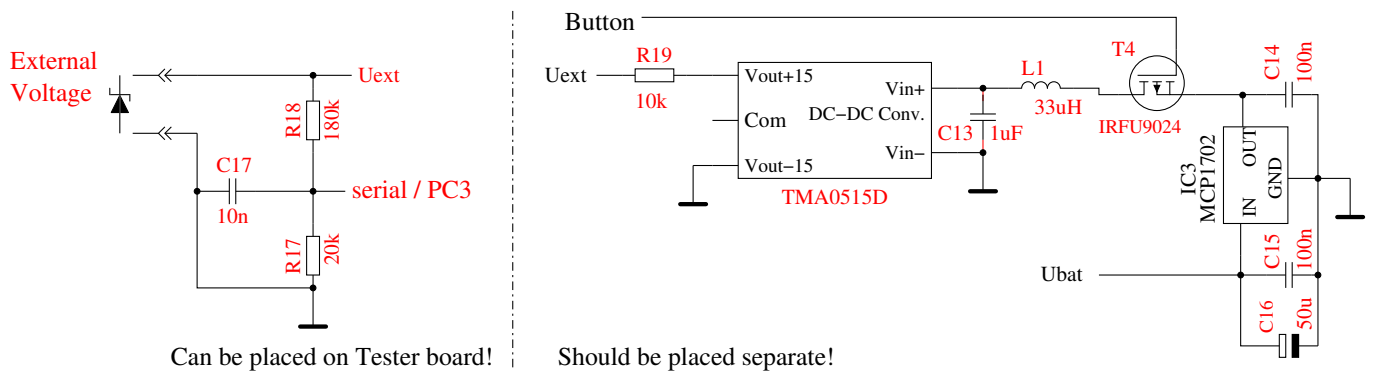 External
Voltage
Uext
R18
180k
C17
10n
serial / PC3
R17
20k
Can be placed on Tester board!
Button
Uext
R19
10k
Vout+15
Com
Vout−15
Vin+
DC−DC Conv.
Vin−
TMA0515D
C13
1uF
L1
33uH
T4
IRFU9024
C14
100n
IC3
MCP1702
OUT
GND
IN
Ubat
C15
100n
C16
50u
Should be placed separate!